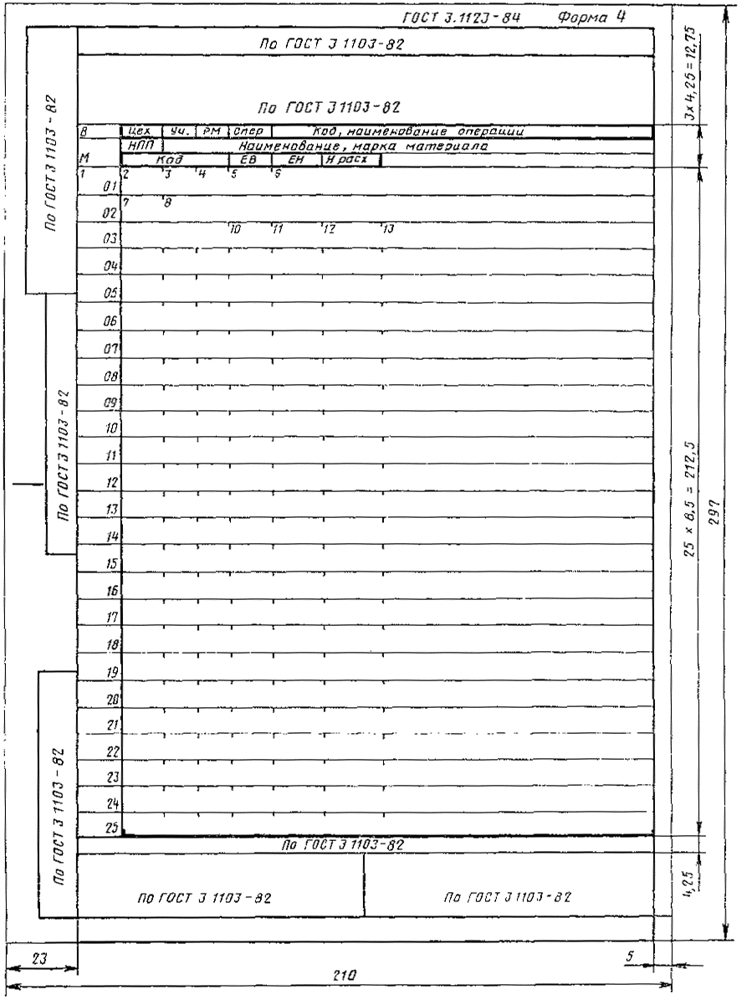 ГОСТ 3.1123-84 Форма 4
По ГОСТ 3 1103-82
По ГОСТ 3 1103-82
В Цех Уч. РМ Опер Код, наименование операции
НПП Наименование, марка материала
М Код ЕВ ЕН Н расх
1 2 3 4 5 6
01
7 8
02
10 11 12 13
03
04
05
06
07
08
09
10
11
12
13
14
15
16
17
18
19
20
21
22
23
24
25
По ГОСТ 3 1103-82
По ГОСТ 3 1103-82 По ГОСТ 3 1103-82
По ГОСТ 3 1103-82
По ГОСТ 3 1103-82
По ГОСТ 3 1103-82
3х4,25=12,75
25 х 8,5 = 212,5
297
4,25
23
5
210